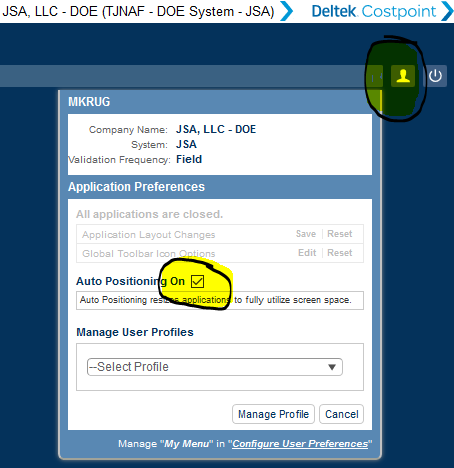 JSA, LLC - DOE (TJNAF - DOE System - JSA) Deltek Costpoint
MKRUG
Company Name: JSA, LLC - DOE
System: JSA
Validation Frequency: Field
Application Preferences
All applications are closed.
Application Layout Changes Save | Reset
Global Toolbar Icon Options Edit | Reset
Auto Positioning On
Auto Positioning resizes applications to fully utilize screen space.
Manage User Profiles
--Select Profile
Manage Profile Cancel
Manage "My Menu" in "Configure User Preferences"